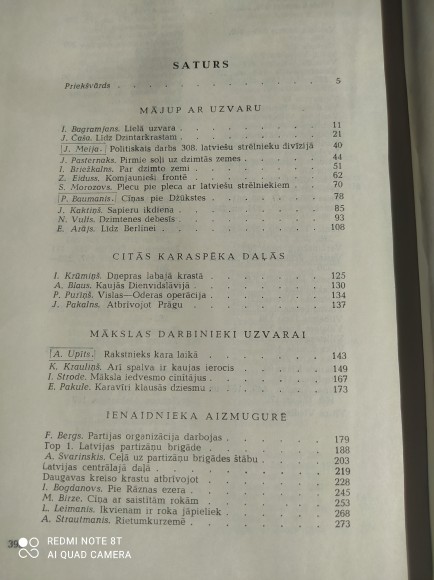 SATURS
Priekšvārds . . . . . . . . . . . . 5
MĀJUP AR UZVARU
I. Bagramjans. Lielā uzvara . . . . . . . 11
J. Čaša. Līdz Dzintarkrastam . . . . . . . 21
J. Meija. Politiskais darbs 308. latviešu strēlnieku divīzijā 40
J. Pasternaks. Pirmie soļi uz dzimtās zemes . . . . 44
I. Briežkalns. Par dzimto zemi . . . . . . 51
Z. Eiduss. Komjaunieši frontē . . . . . . 62
S. Morozovs. Plecu pie pleca ar latviešu strēlniekiem . . 70
P. Baumanis. Cīņas pie Džūkstes . . . . . . 78
J. Kaktiņš. Sapieru ikdiena . . . . . . . 85
N. Vulfs. Dzimtenes debesīs . . . . . . . 93
E. Arājs. Līdz Berlīnei . . . . . . . . 108
CITĀS KARASPĒKA DAĻĀS
I. Krūmiņš. Dņepras labajā krastā . . . . . . 125
A. Blaus. Kaujās Dienvidslāvijā . . . . . . 130
P. Puriņš. Vislas—Oderas operācija . . . . . . 134
J. Pakalns. Atbrīvojot Prāgu . . . . . . 137
MĀKSLAS DARBINIEKI UZVARAI
A. Upīts. Rakstnieks kara laikā . . . . . . 143
K. Krauliņš. Arī spalva ir kaujas ierocis . . . . . 149
I. Strode. Māksla iedvesmo cīnītājus . . . . . 167
E. Pakule. Karavīri klausās dziesmu . . . . . 173
IENAIDNIEKA AIZMUGURĒ
F. Bergs. Partijas organizācija darbojas . . . . . 179
Top 1. Latvijas partizāņu brigāde . . . . . 188
A. Svarinskis. Ceļā uz partizāņu brigādes štābu . . . 203
Latvijas centrālajā daļā . . . . . . . 219
Daugavas kreiso krastu atbrīvojot . . . . . 228
I. Bogdanovs. Pie Rāznas ezera . . . . . . 245
M. Birze. Cīņa ar saistītām rokām . . . . . 253
L. Leimanis. Ikvienam ir roka jāpieliek . . . . . 268
A. Strautmanis. Rietumkurzemē . . . . . . 273
39
REDMI NOTE 8T
AI QUAD CAMERA